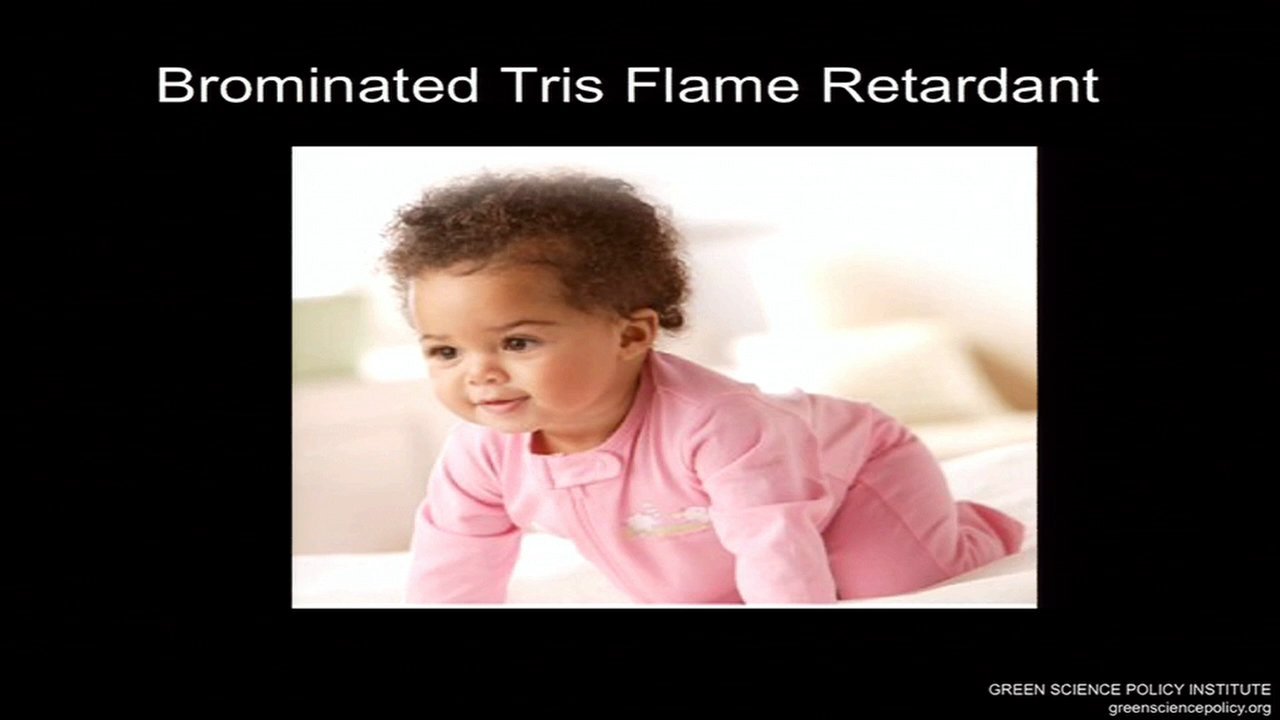 Brominated Tris Flame Retardant
GREEN SCIENCE POLICY INSTITUTE
greensciencepolicy.org